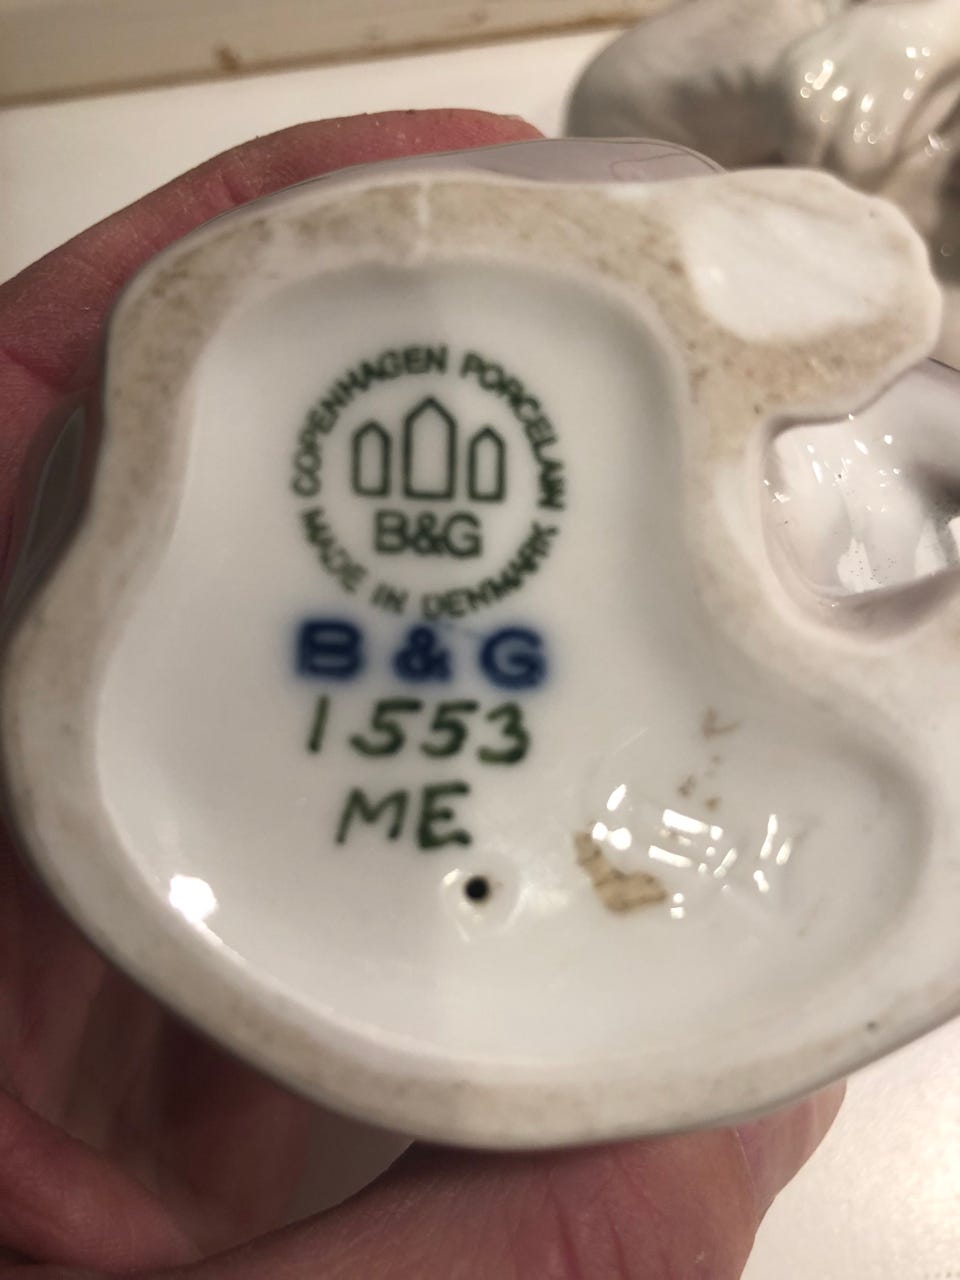 COPENHAGEN PORCELAIN
B&G
MADE IN DENMARK
B & G
1553
ME